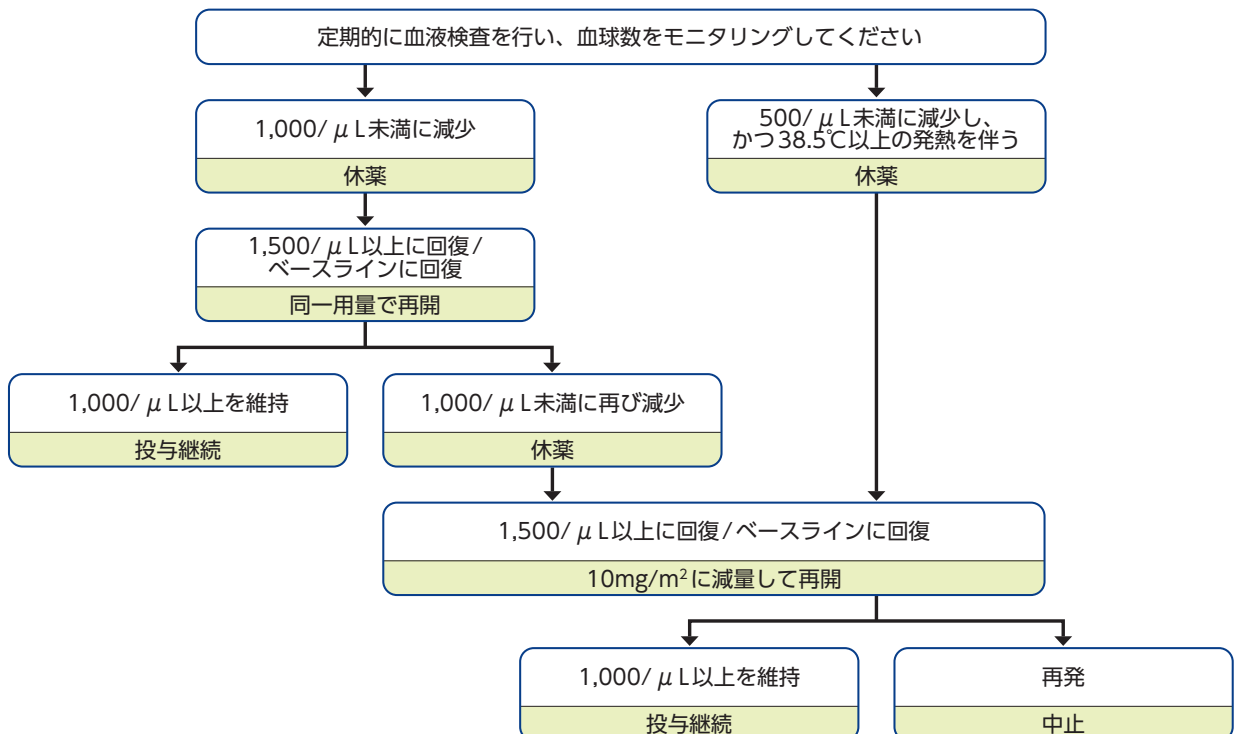 定期的に血液検査を行い、血球数をモニタリングしてください
1,000/μL未満に減少
休薬
500/μL未満に減少し、
かつ38.5℃以上の発熱を伴う
休薬
1,500/μL以上に回復/
ベースラインに回復
同一用量で再開
1,000/μL以上を維持
投与継続
1,000/μL未満に再び減少
休薬
1,500/μL以上に回復/ベースラインに回復
10mg/m²に減量して再開
1,000/μL以上を維持
投与継続
再発
中止